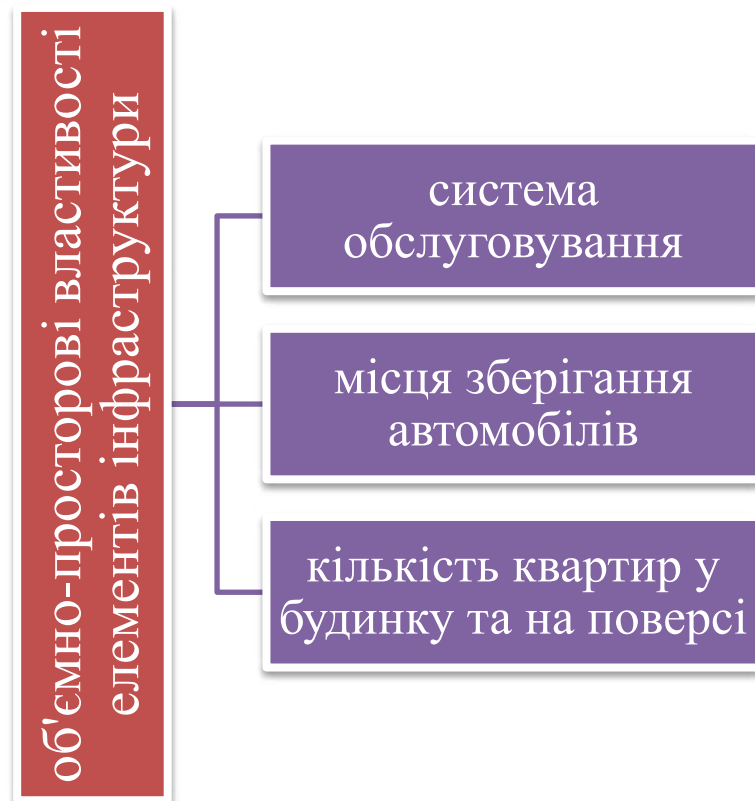 об'ємно-просторові властивості
елементів інфраструктури
система
обслуговування
місця зберігання
автомобілів
кількість квартир у
будинку та на поверсі